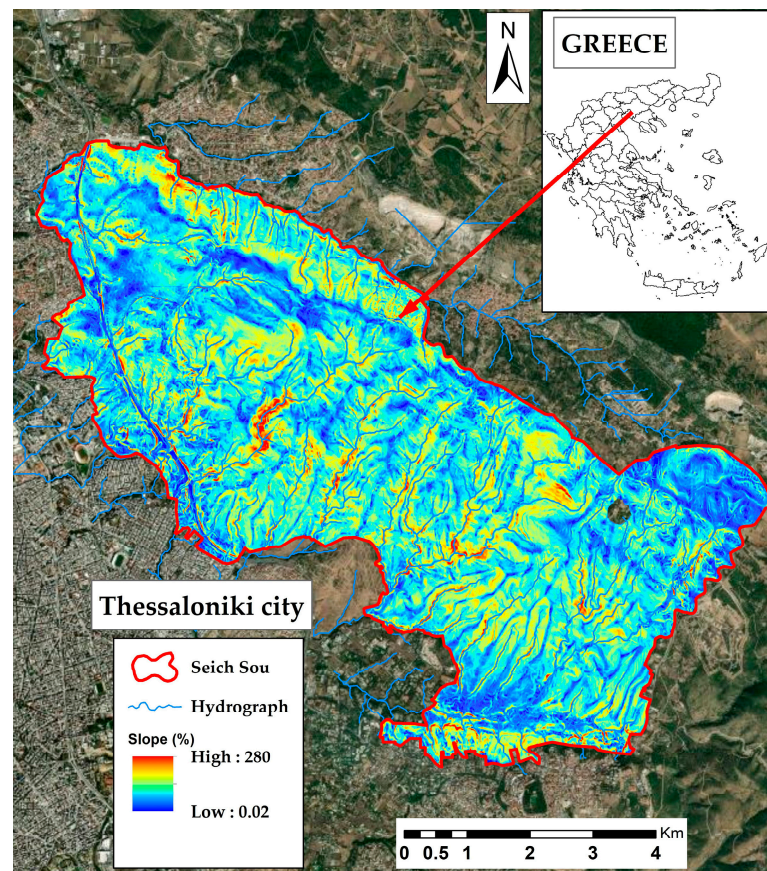 N
GREECE
Thessaloniki city
Seich Sou
Hydrograph
Slope (%)
High : 280
Low : 0.02
Km
0 0.5 1 2 3 4